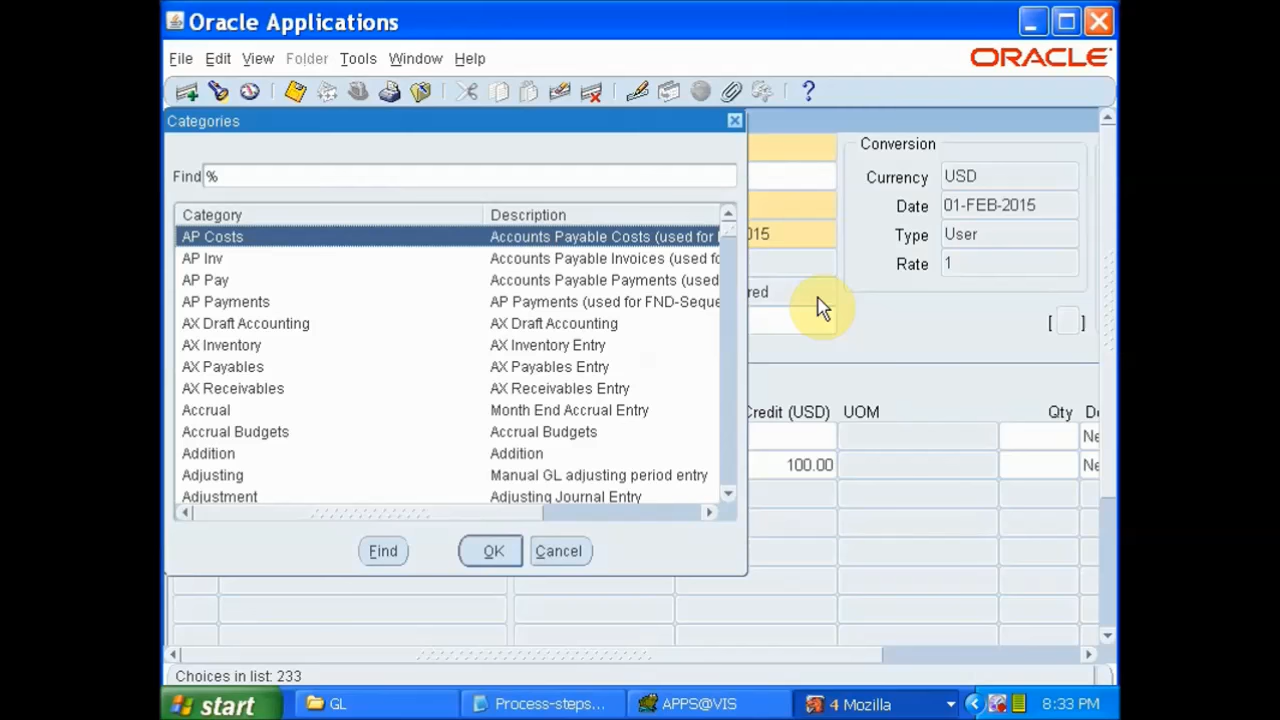 Oracle Applications
File Edit View Folder Tools Window Help
ORACLE
Categories
Find %
Category Description
AP Costs Accounts Payable Costs (used for
AP Inv Accounts Payable Invoices (used fo
AP Pay Accounts Payable Payments (used
AP Payments AP Payments (used for FND-Seque
AX Draft Accounting AX Draft Accounting
AX Inventory AX Inventory Entry
AX Payables AX Payables Entry
AX Receivables AX Receivables Entry
Accrual Month End Accrual Entry
Accrual Budgets Accrual Budgets
Addition Addition
Adjusting Manual GL adjusting period entry
Adjustment Adjusting Journal Entry
Find OK Cancel
Conversion
Currency USD
015 Date 01-FEB-2015
Type User
Rate 1
red
[ ]
Credit (USD) UOM Qty De
Ne
100.00 Ne
Choices in list: 233
start GL Process-steps... APPS@VIS 4 Mozilla 8:33 PM